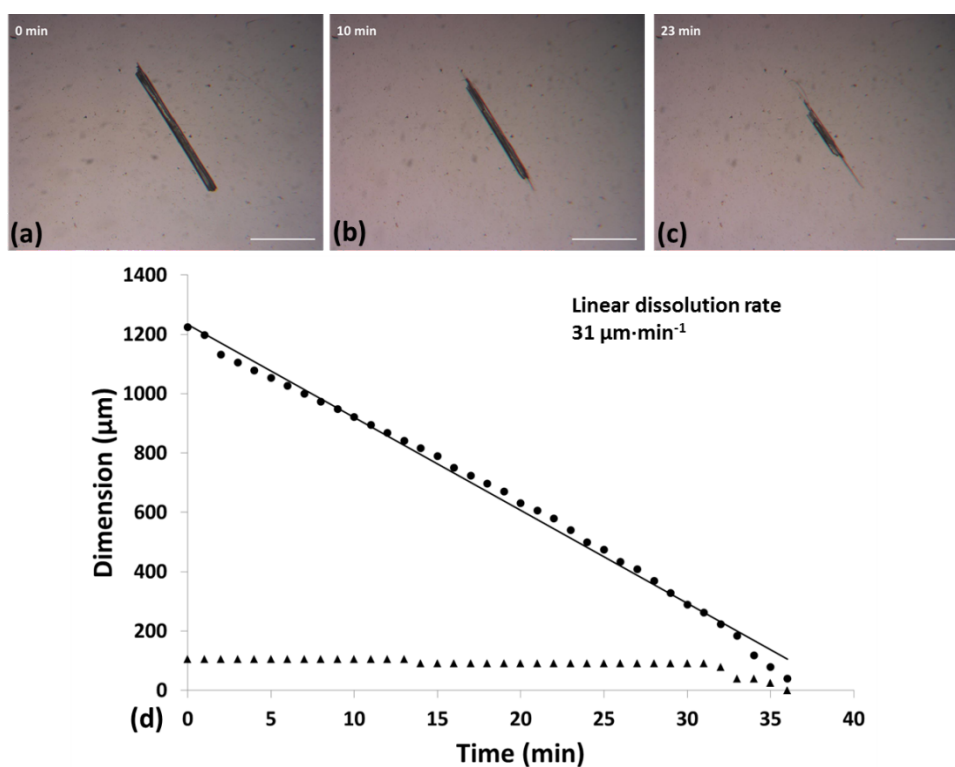 0 min
10 min
23 min
(a)
(b)
(c)
1400
1200
1000
800
600
400
200
0
Dimension (µm)
Linear dissolution rate
31 µm·min⁻¹
(d)
0
5
10
15
20
25
30
35
40
Time (min)